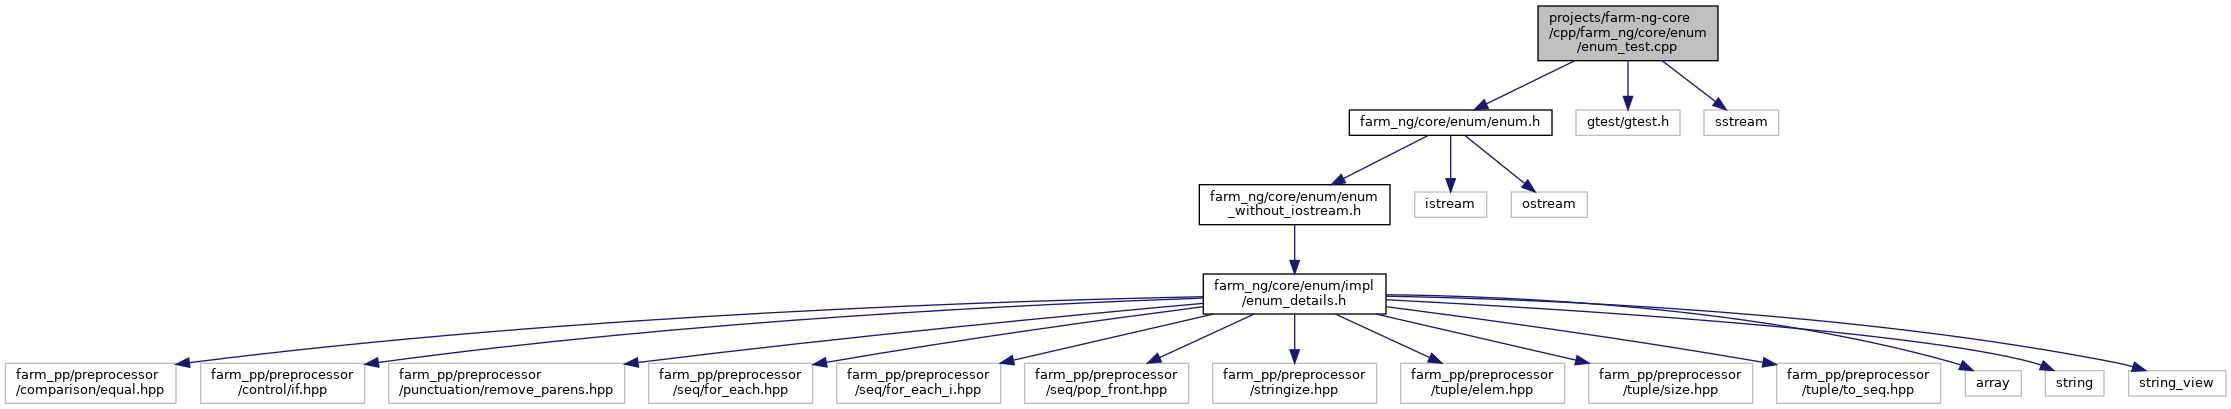 projects/farm-ng-core
/cpp/farm_ng/core/enum
/enum_test.cpp
farm_ng/core/enum/enum.h
gtest/gtest.h
sstream
farm_ng/core/enum/enum
_without_iostream.h
istream
ostream
farm_ng/core/enum/impl
/enum_details.h
farm_pp/preprocessor
/comparison/equal.hpp
farm_pp/preprocessor
/control/if.hpp
farm_pp/preprocessor
/punctuation/remove_parens.hpp
farm_pp/preprocessor
/seq/for_each.hpp
farm_pp/preprocessor
/seq/for_each_i.hpp
farm_pp/preprocessor
/seq/pop_front.hpp
farm_pp/preprocessor
/stringize.hpp
farm_pp/preprocessor
/tuple/elem.hpp
farm_pp/preprocessor
/tuple/size.hpp
farm_pp/preprocessor
/tuple/to_seq.hpp
array
string
string_view